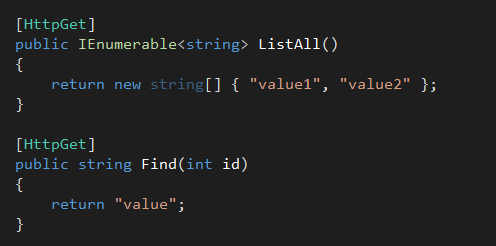 [HttpGet]
public IEnumerable<string> ListAll()
{
    return new string[] { "value1", "value2" };
}

[HttpGet]
public string Find(int id)
{
    return "value";
}